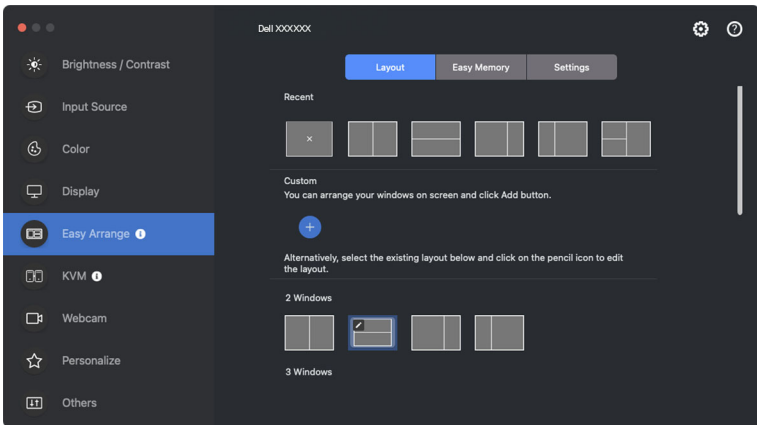 Dell XXXXXX
Brightness / Contrast
Input Source
Color
Display
Easy Arrange
KVM
Webcam
Personalize
Others
Layout
Easy Memory
Settings
Recent
Custom
You can arrange your windows on screen and click Add button.
Alternatively, select the existing layout below and click on the pencil icon to edit
the layout.
2 Windows
3 Windows